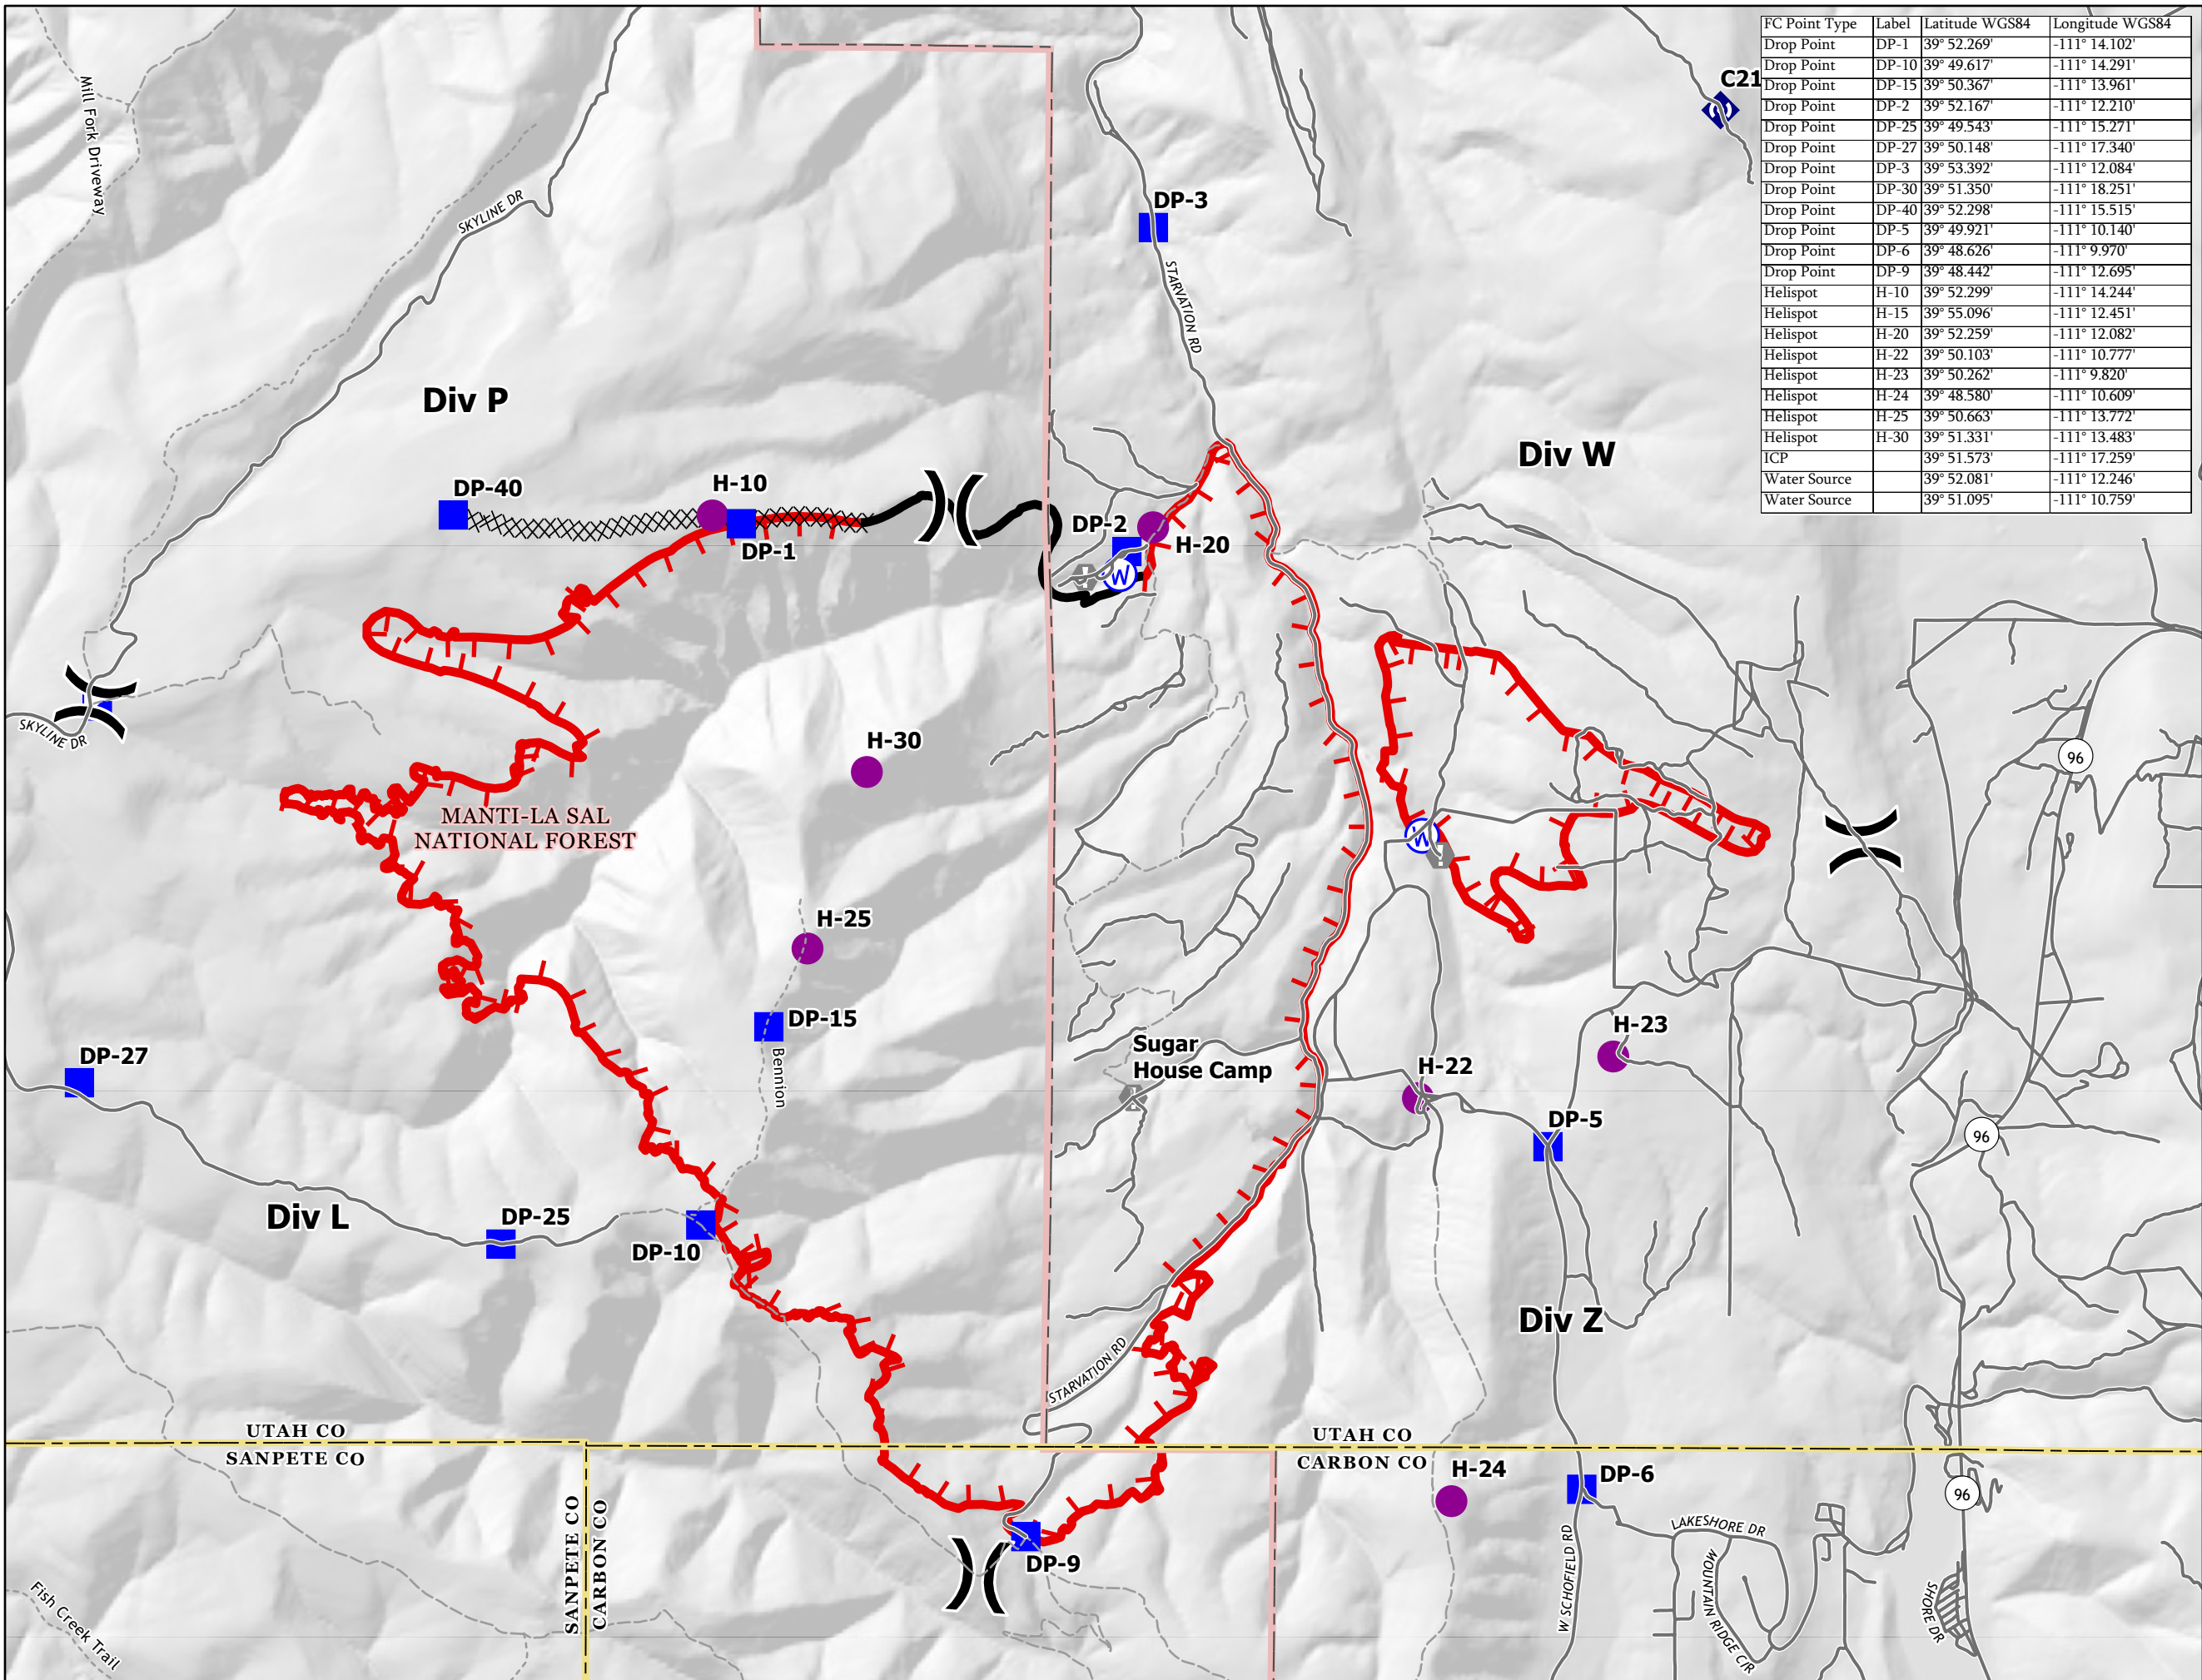 FC Point Type Label Latitude WGS84 Longitude WGS84
Drop Point DP-1 39° 52.269' -111° 14.102'
Drop Point DP-10 39° 49.617' -111° 14.291'
Drop Point DP-15 39° 50.367' -111° 13.961'
Drop Point DP-2 39° 52.167' -111° 12.210'
Drop Point DP-25 39° 49.543' -111° 15.271'
Drop Point DP-27 39° 50.148' -111° 17.340'
Drop Point DP-3 39° 53.392' -111° 12.084'
Drop Point DP-30 39° 51.350' -111° 18.251'
Drop Point DP-40 39° 52.298' -111° 15.515'
Drop Point DP-5 39° 49.921' -111° 10.140'
Drop Point DP-6 39° 48.626' -111° 9.970'
Drop Point DP-9 39° 48.442' -111° 12.695'
Helispot H-10 39° 52.299' -111° 14.244'
Helispot H-15 39° 55.096' -111° 12.451'
Helispot H-20 39° 52.259' -111° 12.082'
Helispot H-22 39° 50.103' -111° 10.777'
Helispot H-23 39° 50.262' -111° 9.820'
Helispot H-24 39° 48.580' -111° 10.609'
Helispot H-25 39° 50.663' -111° 13.772'
Helispot H-30 39° 51.331' -111° 13.483'
ICP 39° 51.573' -111° 17.259'
Water Source 39° 52.081' -111° 12.246'
Water Source 39° 51.095' -111° 10.759'
C21
Mill Fork Driveway
SKYLINE DR
DP-3
STARVATION RD
Div P
Div W
DP-40
H-10
DP-1
DP-2
H-20
W
SKYLINE DR
H-30
96
MANTI-LA SAL
NATIONAL FOREST
W
H-25
DP-15
Bennion
DP-27
Sugar
House Camp
H-23
H-22
DP-5
96
Div L
DP-25
DP-10
Div Z
STARVATION RD
UTAH CO
SANPETE CO
UTAH CO
CARBON CO
H-24
DP-6
96
SANPETE CO
CARBON CO
DP-9
W SCHOFIELD RD
LAKESHORE DR
MOUNTAIN RIDGE CIR
SHORE DR
Fish Creek Trail